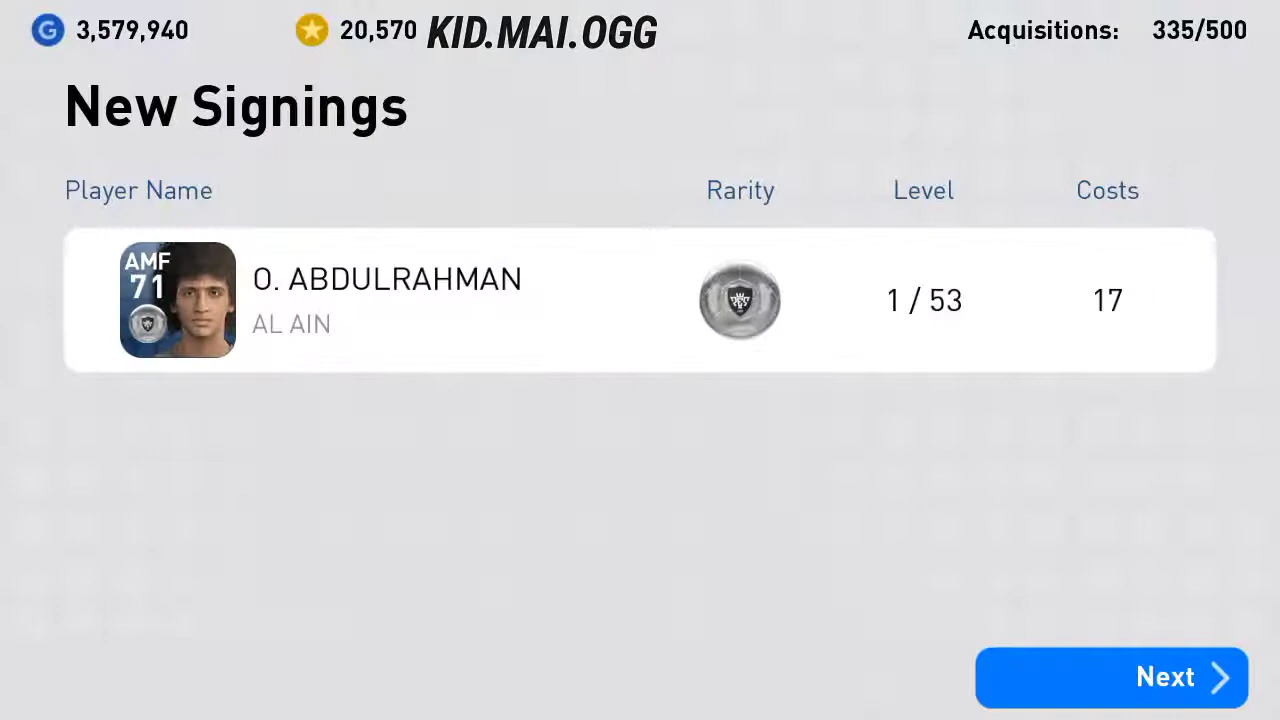 3,579,940 20,570 KID.MAI.OGG Acquisitions: 335/500
New Signings
Player Name Rarity Level Costs
AMF
71
O. ABDULRAHMAN
AL AIN
1 / 53
17
Next